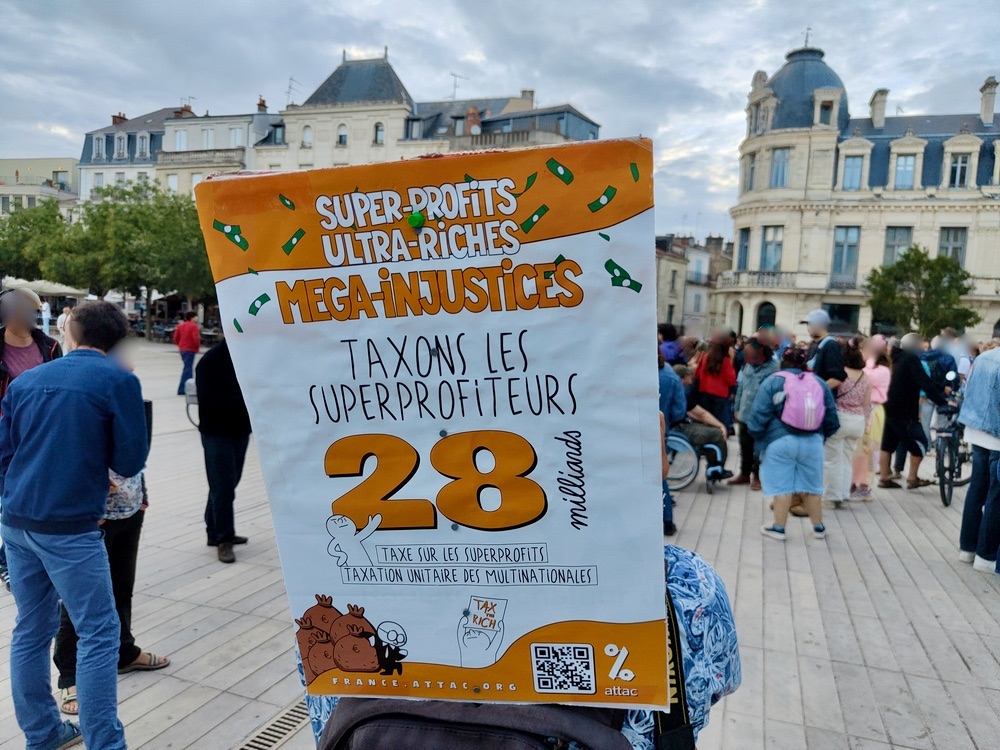 SUPER-PROFITS
ULTRA-RICHES
MEGA-INJUSTICES
TAXONS LES
SUPERPROFITEURS
28 milliards
TAXE SUR LES SUPERPROFITS
TAXATION UNITAIRE DES MULTINATIONALES
TAX
THE
RICH
FRANCE.ATTAC.ORG
%
attac